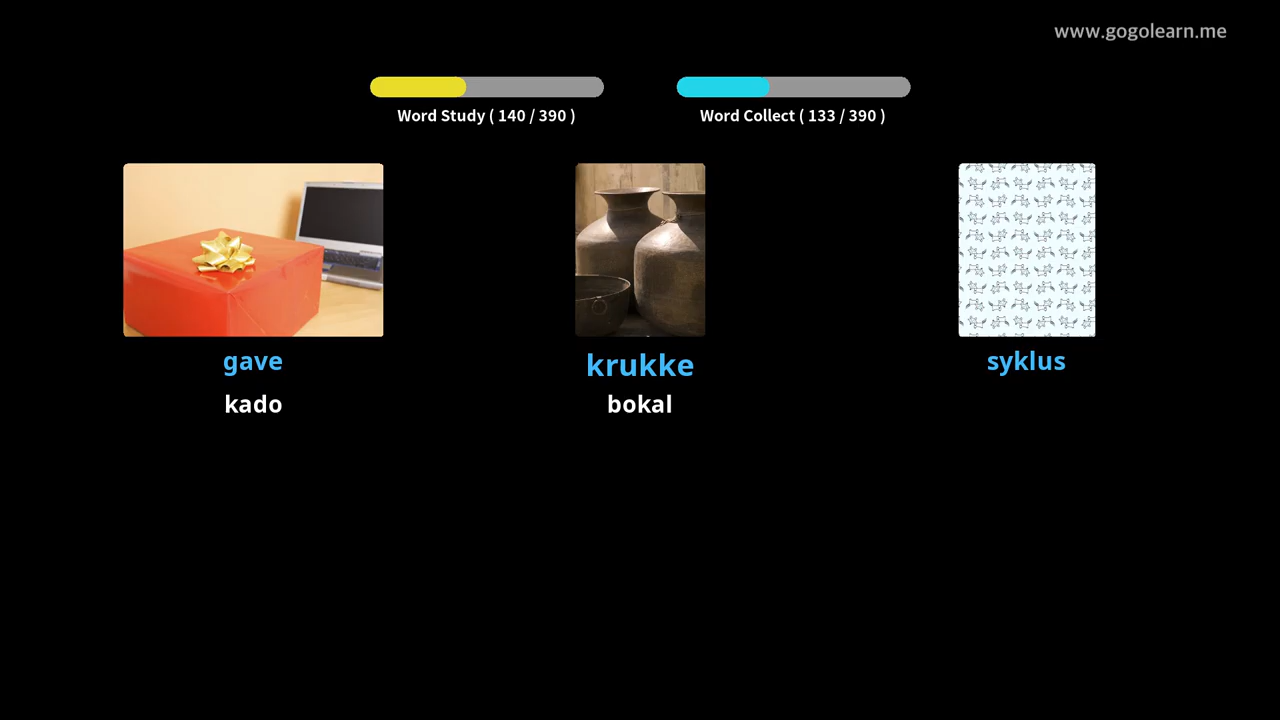 www.gogolearn.me
Word Study ( 140 / 390 )
Word Collect ( 133 / 390 )
gave
krukke
syklus
kado
bokal